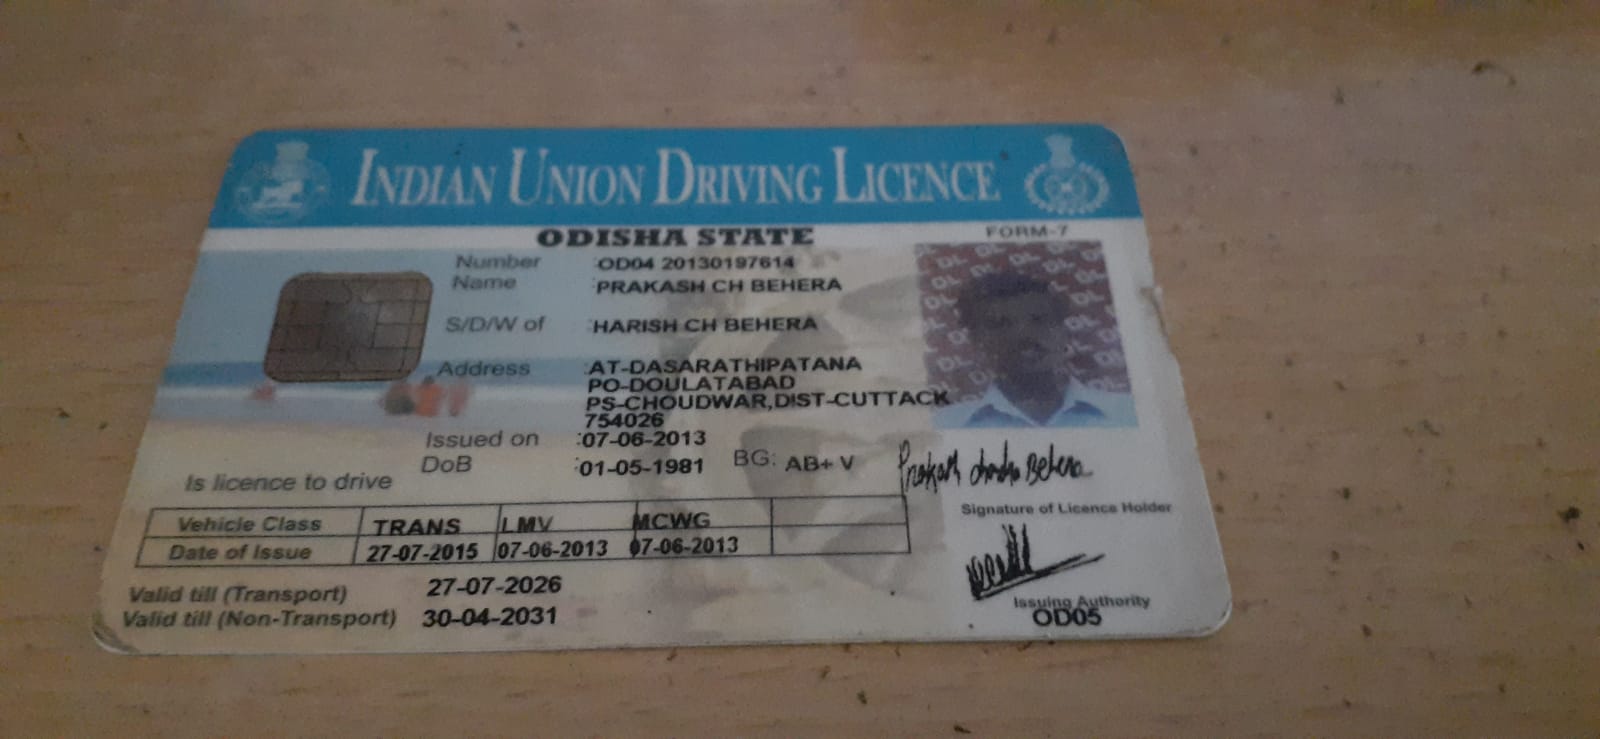 INDIAN UNION DRIVING LICENCE
ODISHA STATE
FORM-7
Number :OD04 20130197614
Name :PRAKASH CH BEHERA
S/D/W of :HARISH CH BEHERA
Address :AT-DASARATHIPATANA
PO-DOULATABAD
PS-CHOUDWAR,DIST-CUTTACK
754026
Issued on :07-06-2013
DoB :01-05-1981 BG: AB+ V
Prakash chandra Behera
Is licence to drive
Signature of Licence Holder
Vehicle Class TRANS LMV MCWG
Date of Issue 27-07-2015 07-06-2013 07-06-2013
Valid till (Transport) 27-07-2026
Valid till (Non-Transport) 30-04-2031
Issuing Authority
OD05